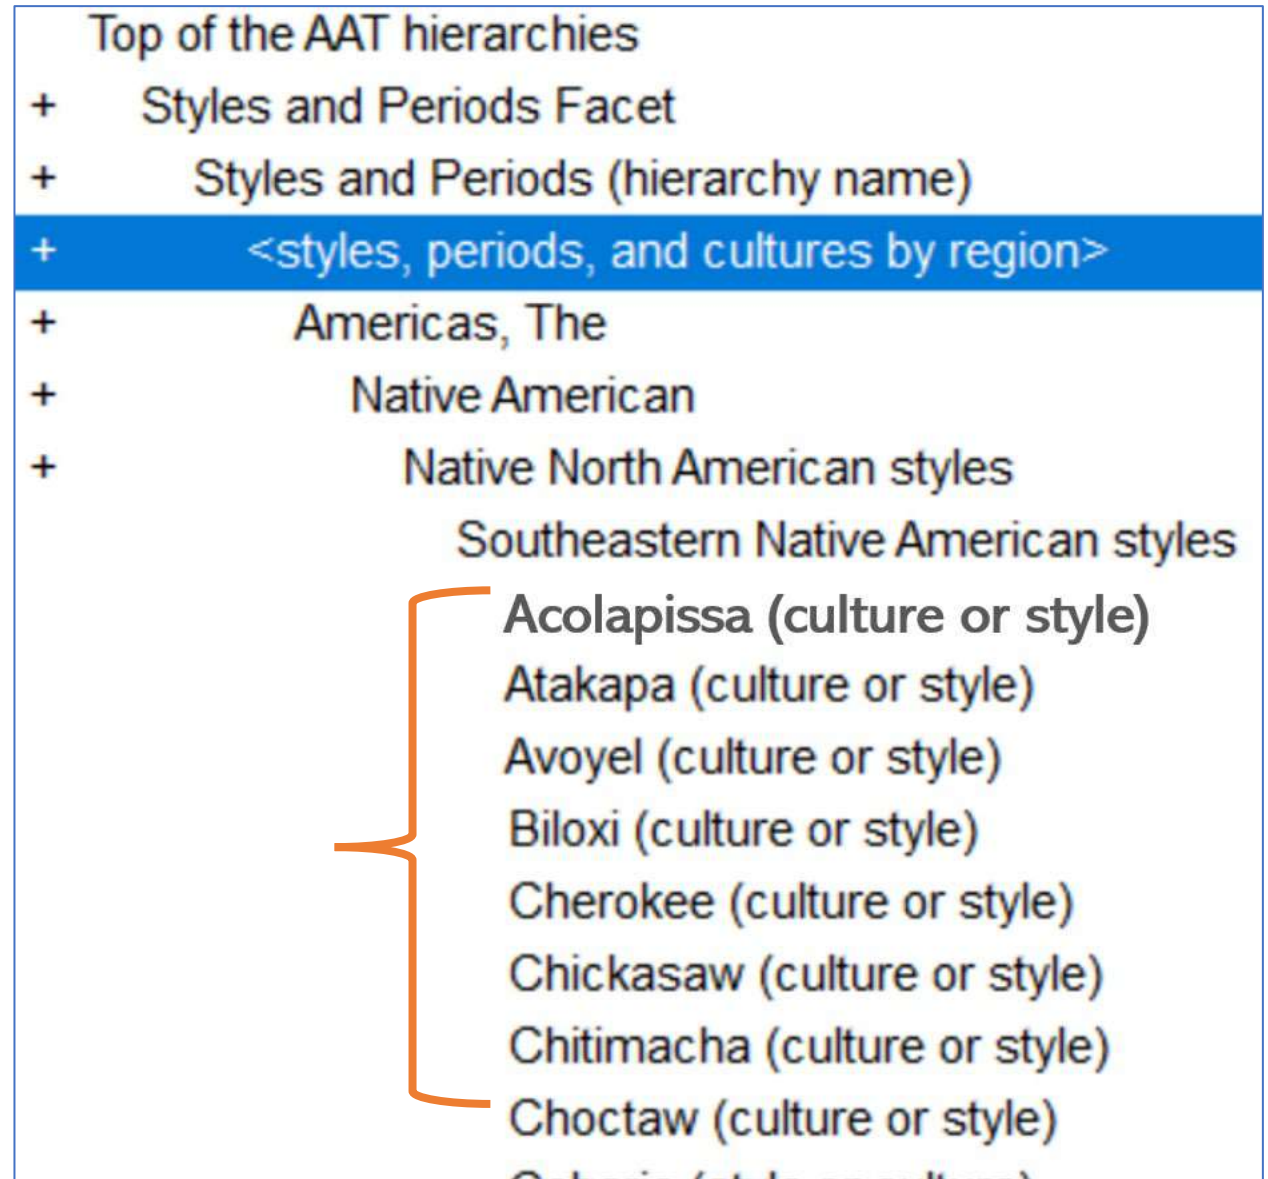 Top of the AAT hierarchies
+ Styles and Periods Facet
+ Styles and Periods (hierarchy name)
+ <styles, periods, and cultures by region>
+ Americas, The
+ Native American
+ Native North American styles
Southeastern Native American styles
Acolapissa (culture or style)
Atakapa (culture or style)
Avoyel (culture or style)
Biloxi (culture or style)
Cherokee (culture or style)
Chickasaw (culture or style)
Chitimacha (culture or style)
Choctaw (culture or style)